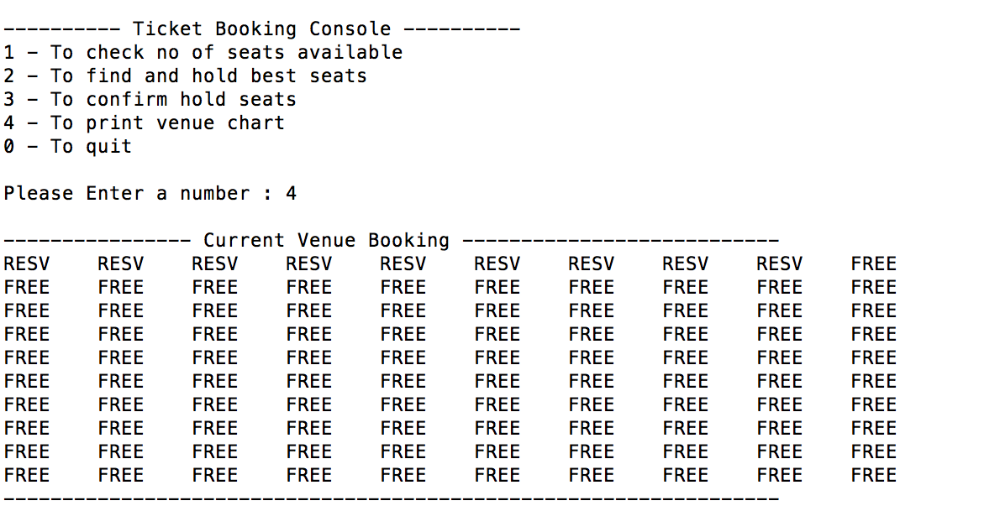 ---------- Ticket Booking Console ----------
1 - To check no of seats available
2 - To find and hold best seats
3 - To confirm hold seats
4 - To print venue chart
0 - To quit
Please Enter a number : 4
---------------- Current Venue Booking ---------------------------
RESV    RESV    RESV    RESV    RESV    RESV    RESV    RESV    RESV    FREE
FREE    FREE    FREE    FREE    FREE    FREE    FREE    FREE    FREE    FREE
FREE    FREE    FREE    FREE    FREE    FREE    FREE    FREE    FREE    FREE
FREE    FREE    FREE    FREE    FREE    FREE    FREE    FREE    FREE    FREE
FREE    FREE    FREE    FREE    FREE    FREE    FREE    FREE    FREE    FREE
FREE    FREE    FREE    FREE    FREE    FREE    FREE    FREE    FREE    FREE
FREE    FREE    FREE    FREE    FREE    FREE    FREE    FREE    FREE    FREE
FREE    FREE    FREE    FREE    FREE    FREE    FREE    FREE    FREE    FREE
FREE    FREE    FREE    FREE    FREE    FREE    FREE    FREE    FREE    FREE
FREE    FREE    FREE    FREE    FREE    FREE    FREE    FREE    FREE    FREE
------------------------------------------------------------------